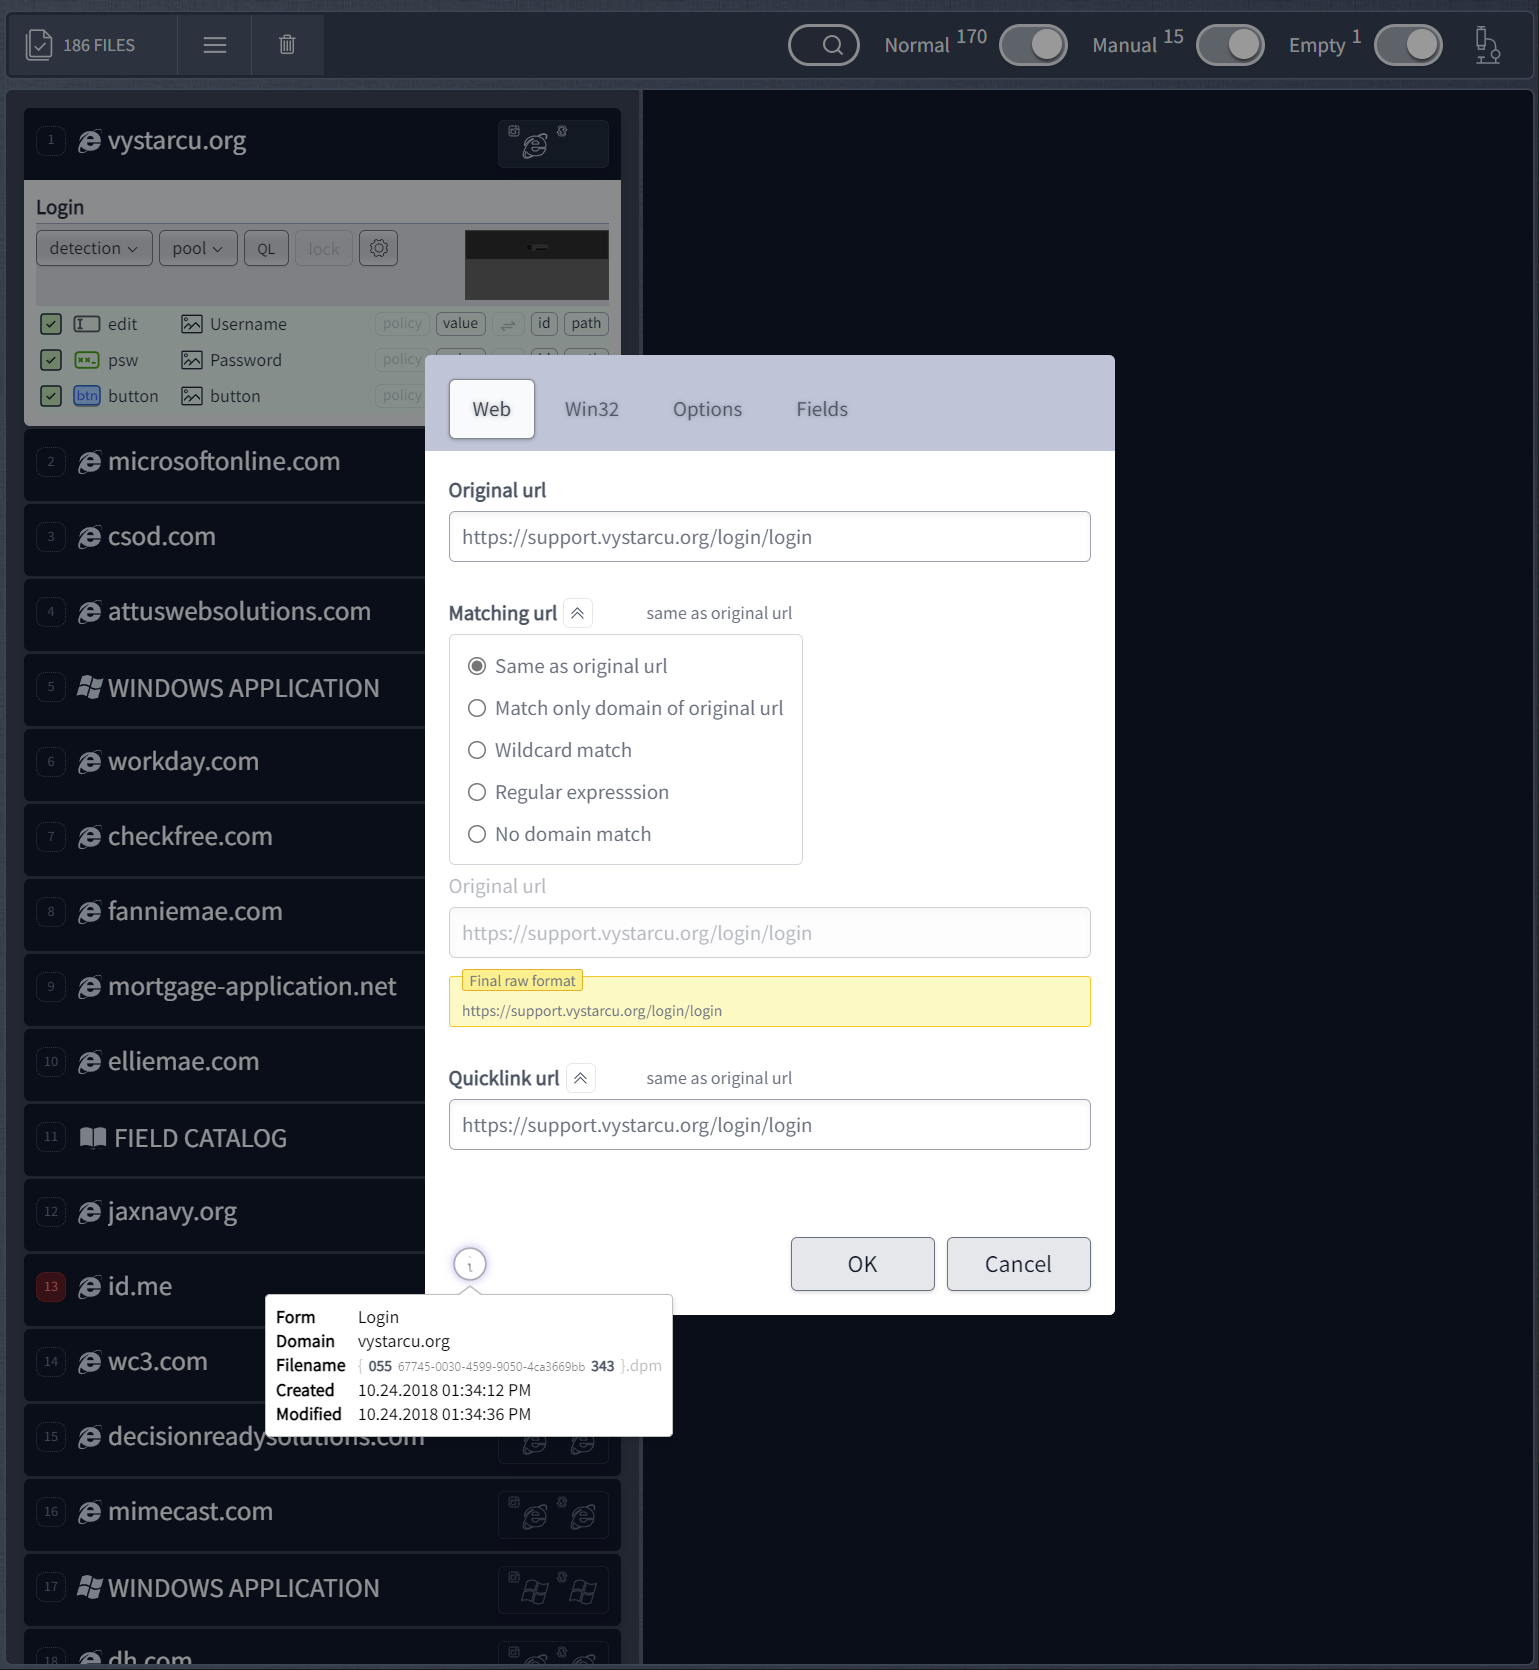 186 FILES
Normal 170
Manual 15
Empty 1
1 vystarcu.org
Login
detection
pool
QL
lock
edit Username policy value id path
psw Password policy
btn button button policy
2 microsoftonline.com
3 csod.com
4 attuswebsolutions.com
5 WINDOWS APPLICATION
6 workday.com
7 checkfree.com
8 fanniemae.com
9 mortgage-application.net
10 elliemae.com
11 FIELD CATALOG
12 jaxnavy.org
13 id.me
14 wc3.com
15 decisionreadysolutions.com
16 mimecast.com
17 WINDOWS APPLICATION
18 dh.com
Web
Win32
Options
Fields
Original url
https://support.vystarcu.org/login/login
Matching url
same as original url
Same as original url
Match only domain of original url
Wildcard match
Regular expresssion
No domain match
Original url
https://support.vystarcu.org/login/login
Final raw format
https://support.vystarcu.org/login/login
Quicklink url
same as original url
https://support.vystarcu.org/login/login
i
OK
Cancel
Form Login
Domain vystarcu.org
Filename { 055 67745-0030-4599-9050-4ca3669bb 343 }.dpm
Created 10.24.2018 01:34:12 PM
Modified 10.24.2018 01:34:36 PM